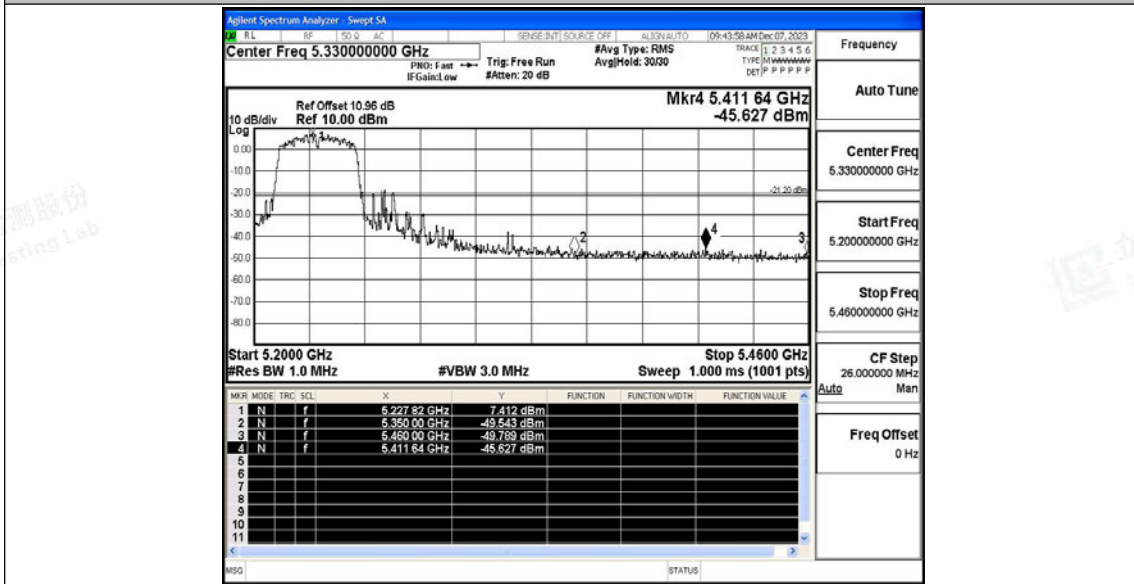 Agilent Spectrum Analyzer - Swept SA
RL RF 50 Ω AC SENSE:INT SOURCE OFF ALIGNAUTO 09:43:58 AM Dec 07, 2023
Center Freq 5.330000000 GHz #Avg Type: RMS TRACE 1 2 3 4 5 6
PNO: Fast Trig: Free Run Avg|Hold: 30/30 TYPE M WWWWW
IFGain:Low #Atten: 20 dB DET P P P P P P
Mkr4 5.411 64 GHz
Ref Offset 10.96 dB
10 dB/div Ref 10.00 dBm -45.627 dBm
Log
1
0.00
-10.0
-20.0
-21.20 dBm
-30.0
-40.0
2 4 3
-50.0
-60.0
-70.0
-80.0
Start 5.2000 GHz Stop 5.4600 GHz
#Res BW 1.0 MHz #VBW 3.0 MHz Sweep 1.000 ms (1001 pts)
MKR MODE TRC SCL X Y FUNCTION FUNCTION WIDTH FUNCTION VALUE
1 N f 5.227 82 GHz 7.412 dBm
2 N f 5.350 00 GHz -49.543 dBm
3 N f 5.460 00 GHz -49.789 dBm
4 N f 5.411 64 GHz -45.627 dBm
5
6
7
8
9
10
11
MSG STATUS
Frequency
Auto Tune
Center Freq
5.330000000 GHz
Start Freq
5.200000000 GHz
Stop Freq
5.460000000 GHz
CF Step
26.000000 MHz
Auto Man
Freq Offset
0 Hz
股份
Lab